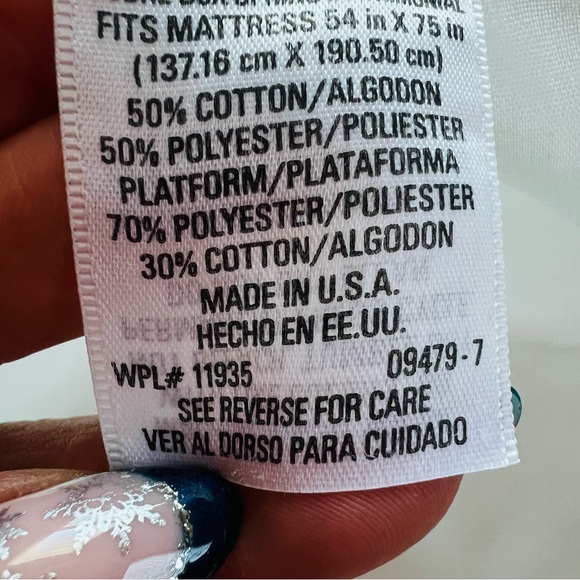 FITS MATTRESS 54 in X 75 in
(137.16 cm X 190.50 cm)
50% COTTON/ALGODON
50% POLYESTER/POLIESTER
PLATFORM/PLATAFORMA
70% POLYESTER/POLIESTER
30% COTTON/ALGODON
MADE IN U.S.A.
HECHO EN EE.UU.
WPL# 11935 09479-7
SEE REVERSE FOR CARE
VER AL DORSO PARA CUIDADO